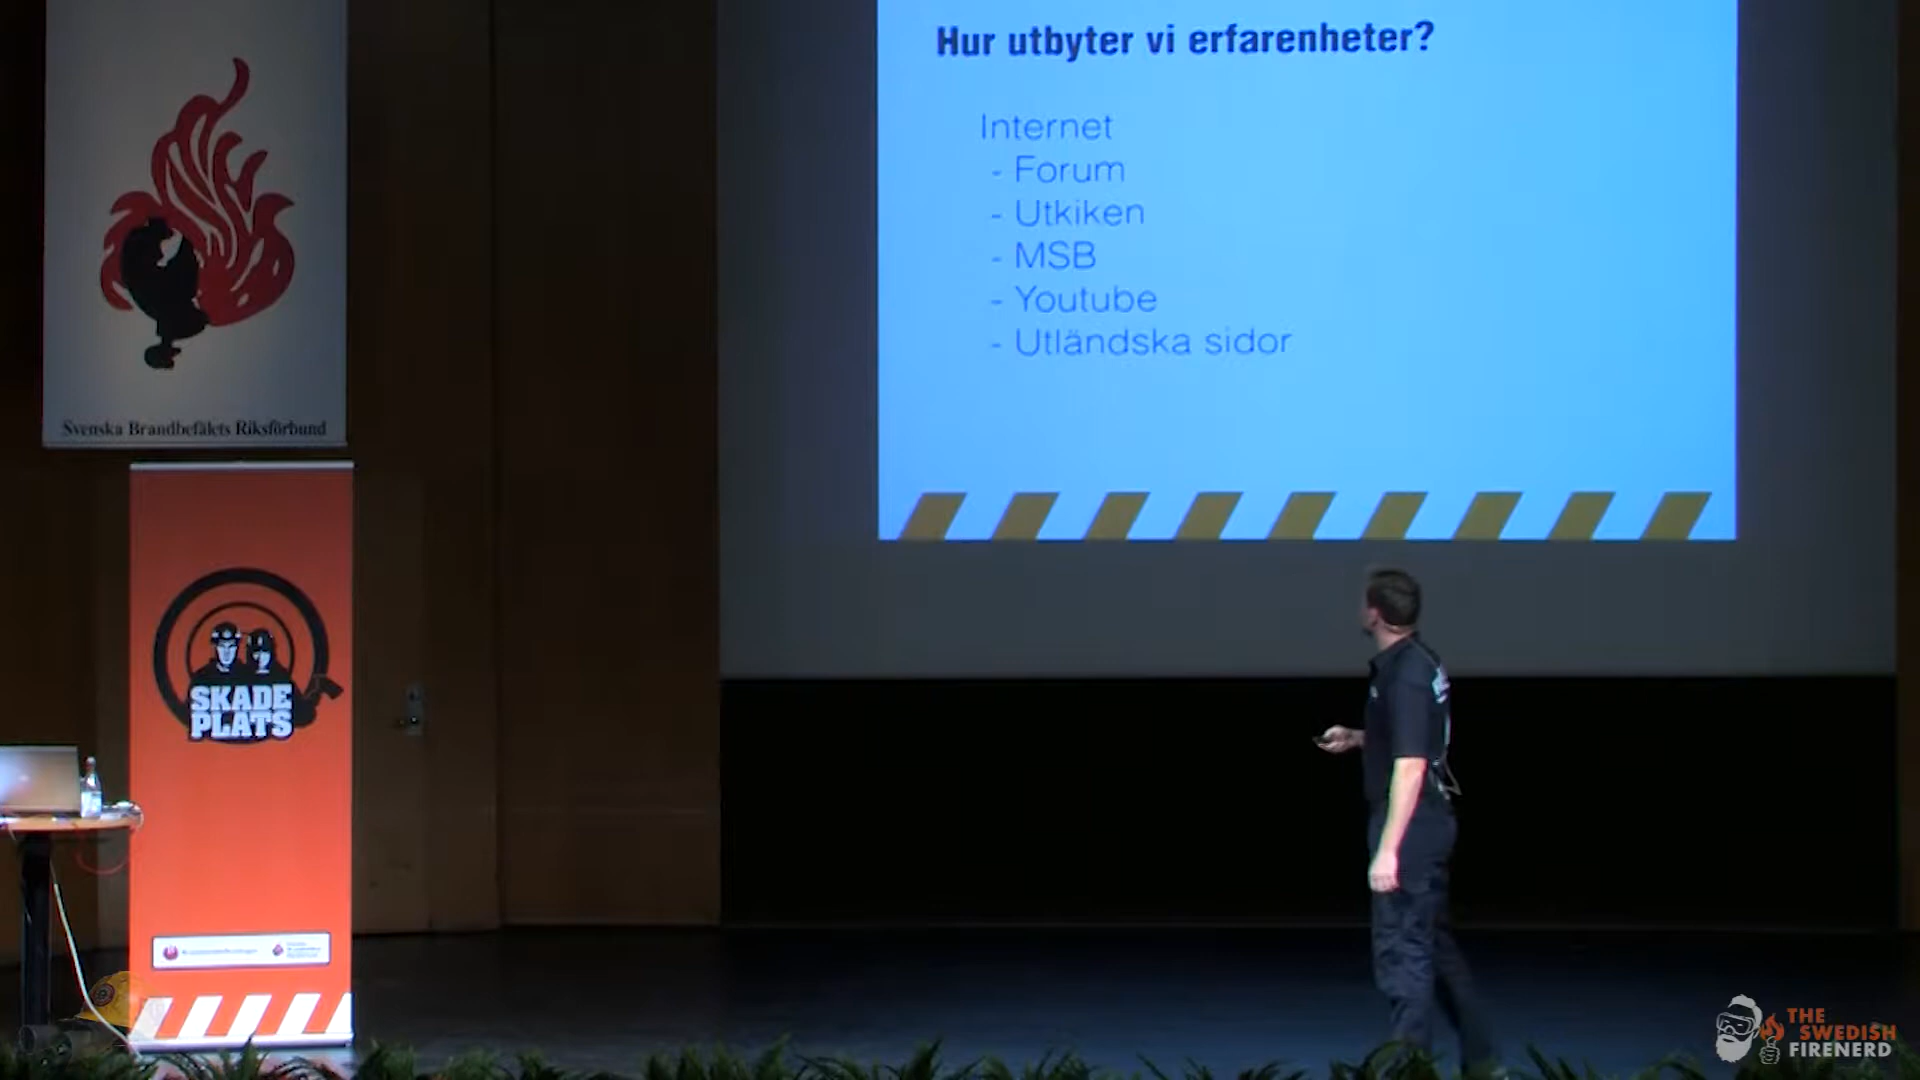 Hur utbyter vi erfarenheter?
Internet
- Forum
- Utkiken
- MSB
- Youtube
- Utländska sidor
Svenska Brandbefälets Riksförbund
SKADE
PLATS
THE
SWEDISH
FIRENERD